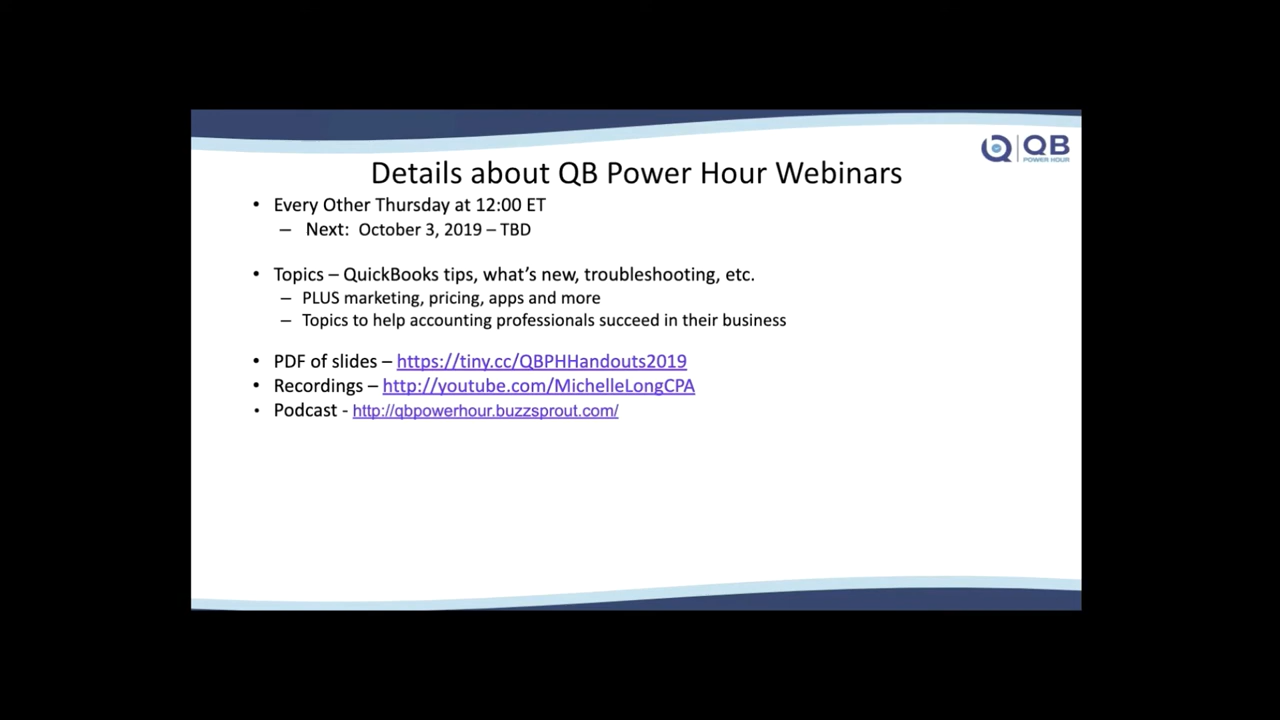 QB
POWER HOUR
Details about QB Power Hour Webinars
• Every Other Thursday at 12:00 ET
– Next: October 3, 2019 – TBD
• Topics – QuickBooks tips, what's new, troubleshooting, etc.
– PLUS marketing, pricing, apps and more
– Topics to help accounting professionals succeed in their business
• PDF of slides – https://tiny.cc/QBPHHandouts2019
• Recordings – http://youtube.com/MichelleLongCPA
• Podcast - http://qbpowerhour.buzzsprout.com/